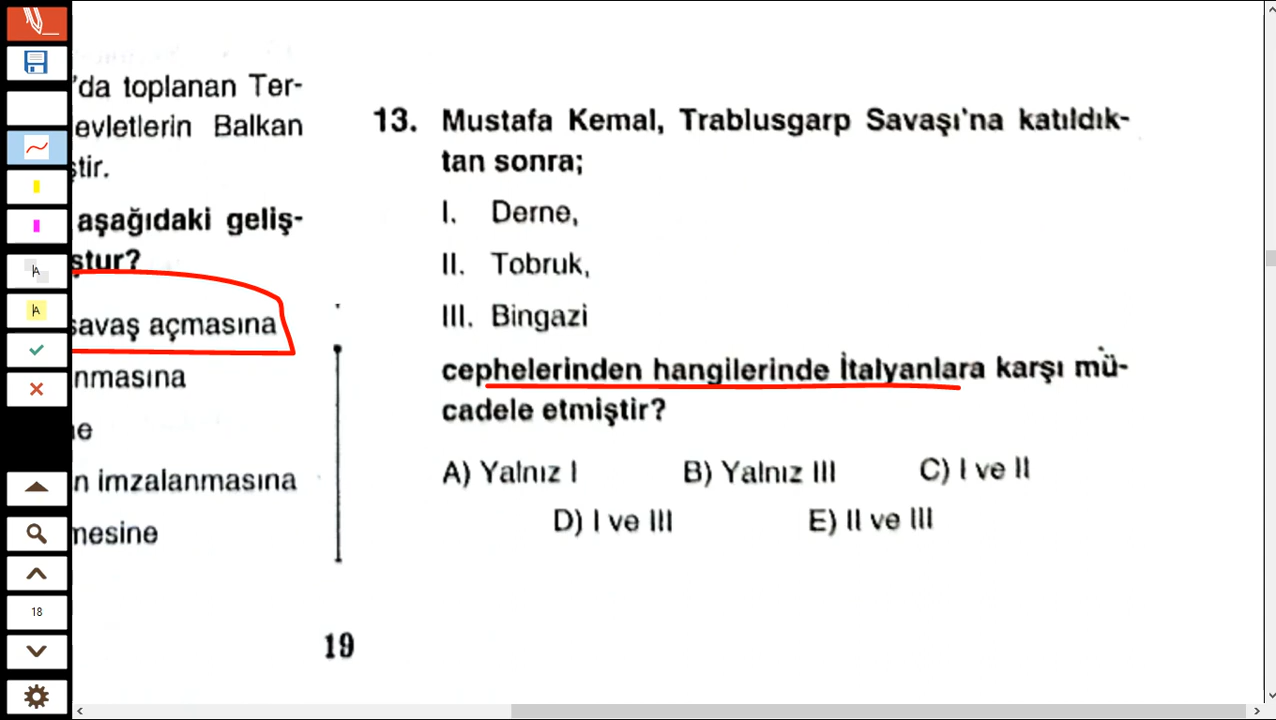 'da toplanan Ter-
evletlerin Balkan
ştir.
aşağıdaki geliş-
ştur?
savaş açmasına
nmasına
ne
n imzalanmasına
mesine
19
13. Mustafa Kemal, Trablusgarp Savaşı'na katıldık-
tan sonra;
I. Derne,
II. Tobruk,
III. Bingazi
cephelerinden hangilerinde İtalyanlara karşı mü-
cadele etmiştir?
A) Yalnız I B) Yalnız III C) I ve II
D) I ve III E) II ve III
A
A
18